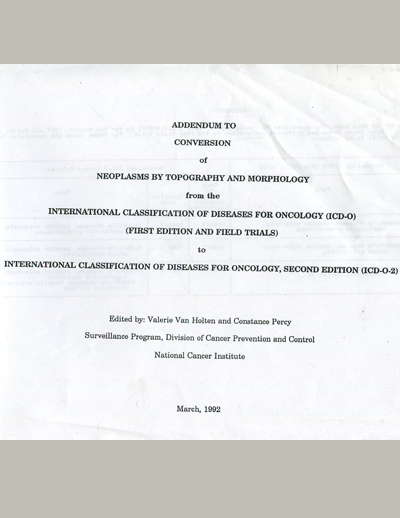 ADDENDUM TO
CONVERSION
of
NEOPLASMS BY TOPOGRAPHY AND MORPHOLOGY
from the
INTERNATIONAL CLASSIFICATION OF DISEASES FOR ONCOLOGY (ICD-O)
(FIRST EDITION AND FIELD TRIALS)
to
INTERNATIONAL CLASSIFICATION OF DISEASES FOR ONCOLOGY, SECOND EDITION (ICD-O-2)
Edited by: Valerie Van Holten and Constance Percy
Surveillance Program, Division of Cancer Prevention and Control
National Cancer Institute
March, 1992